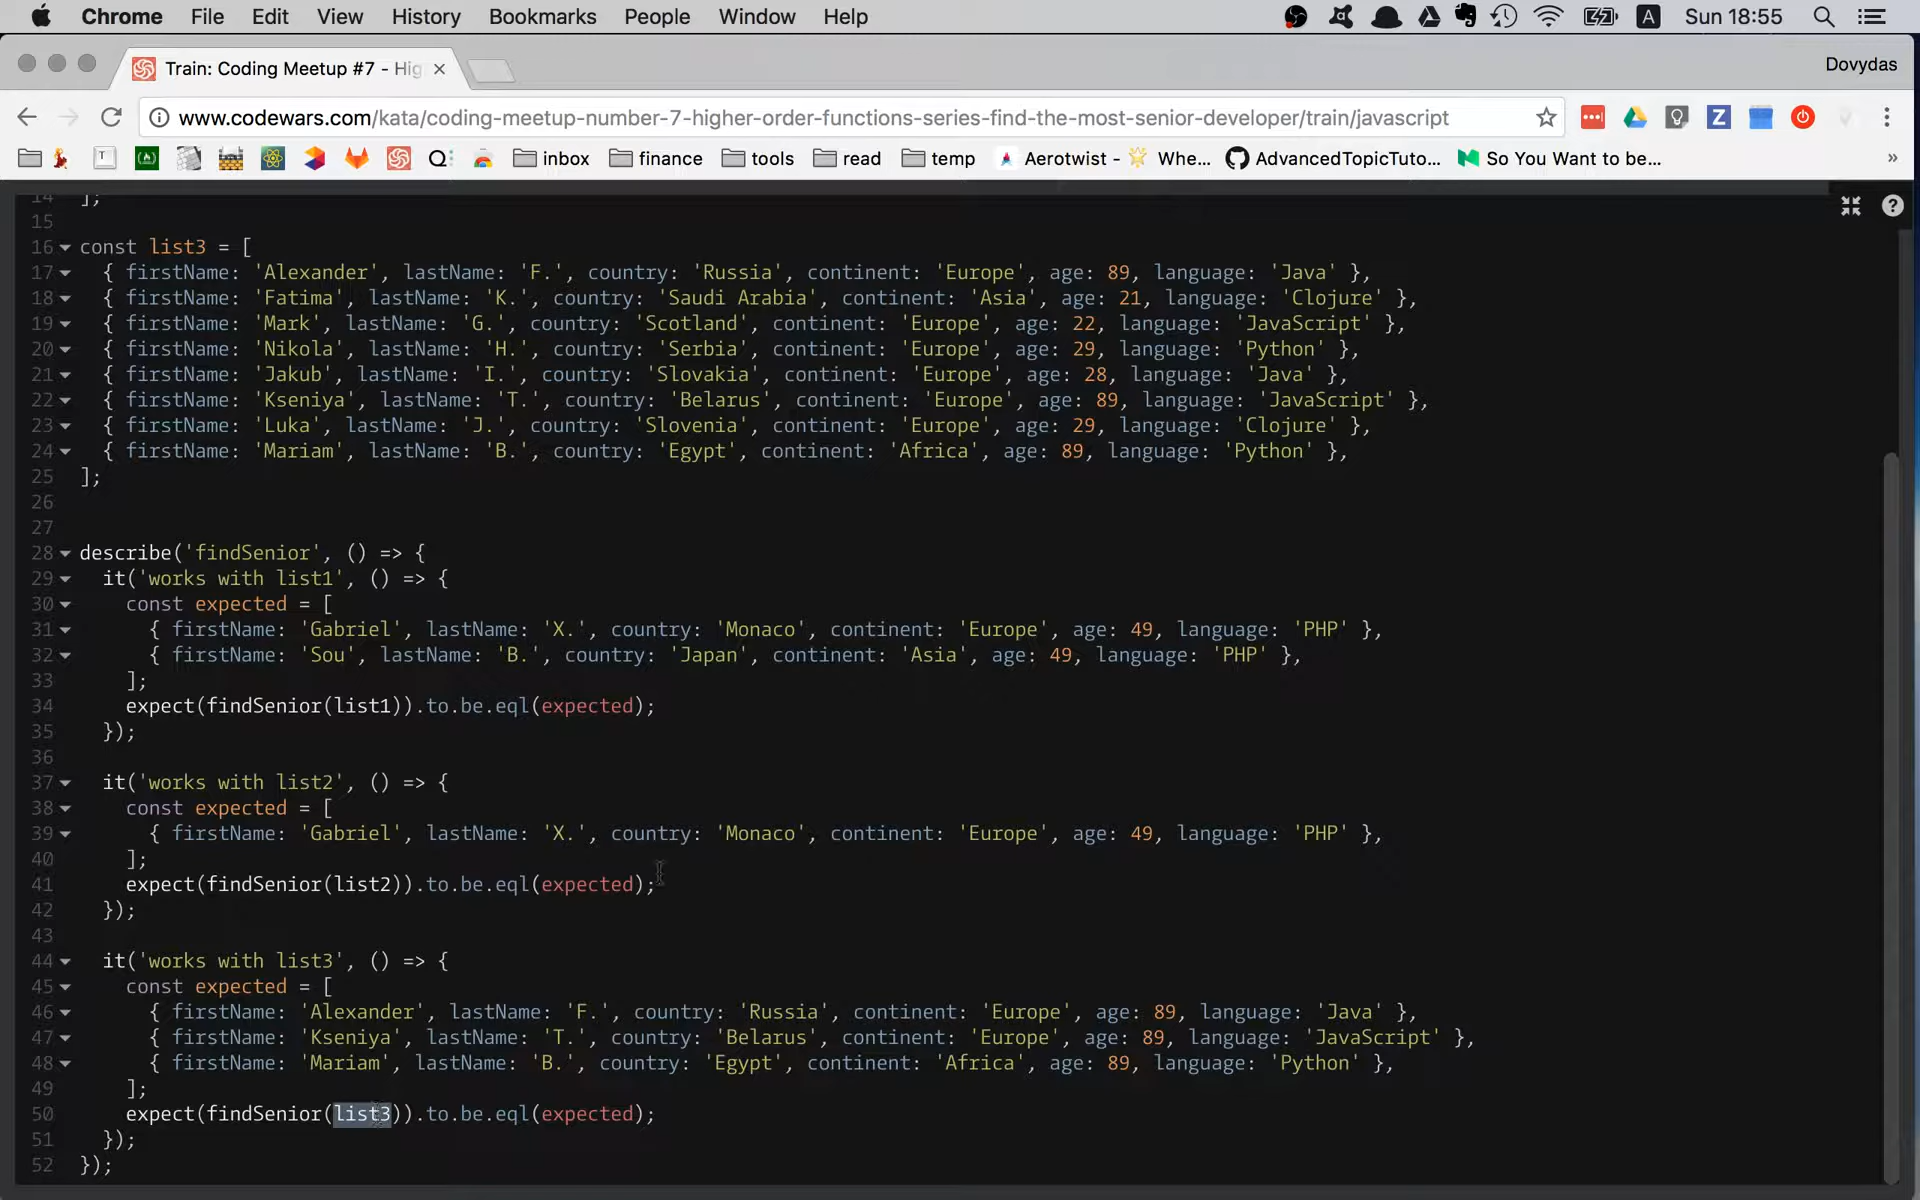 Chrome File Edit View History Bookmarks People Window Help A Sun 18:55
Train: Coding Meetup #7 - Hig Dovydas
www.codewars.com/kata/coding-meetup-number-7-higher-order-functions-series-find-the-most-senior-developer/train/javascript
inbox finance tools read temp Aerotwist - Whe... AdvancedTopicTuto... So You Want to be... »
14 ];
15
16 const list3 = [
17 { firstName: 'Alexander', lastName: 'F.', country: 'Russia', continent: 'Europe', age: 89, language: 'Java' },
18 { firstName: 'Fatima', lastName: 'K.', country: 'Saudi Arabia', continent: 'Asia', age: 21, language: 'Clojure' },
19 { firstName: 'Mark', lastName: 'G.', country: 'Scotland', continent: 'Europe', age: 22, language: 'JavaScript' },
20 { firstName: 'Nikola', lastName: 'H.', country: 'Serbia', continent: 'Europe', age: 29, language: 'Python' },
21 { firstName: 'Jakub', lastName: 'I.', country: 'Slovakia', continent: 'Europe', age: 28, language: 'Java' },
22 { firstName: 'Kseniya', lastName: 'T.', country: 'Belarus', continent: 'Europe', age: 89, language: 'JavaScript' },
23 { firstName: 'Luka', lastName: 'J.', country: 'Slovenia', continent: 'Europe', age: 29, language: 'Clojure' },
24 { firstName: 'Mariam', lastName: 'B.', country: 'Egypt', continent: 'Africa', age: 89, language: 'Python' },
25 ];
26
27
28 describe('findSenior', () => {
29 it('works with list1', () => {
30 const expected = [
31 { firstName: 'Gabriel', lastName: 'X.', country: 'Monaco', continent: 'Europe', age: 49, language: 'PHP' },
32 { firstName: 'Sou', lastName: 'B.', country: 'Japan', continent: 'Asia', age: 49, language: 'PHP' },
33 ];
34 expect(findSenior(list1)).to.be.eql(expected);
35 });
36
37 it('works with list2', () => {
38 const expected = [
39 { firstName: 'Gabriel', lastName: 'X.', country: 'Monaco', continent: 'Europe', age: 49, language: 'PHP' },
40 ];
41 expect(findSenior(list2)).to.be.eql(expected);
42 });
43
44 it('works with list3', () => {
45 const expected = [
46 { firstName: 'Alexander', lastName: 'F.', country: 'Russia', continent: 'Europe', age: 89, language: 'Java' },
47 { firstName: 'Kseniya', lastName: 'T.', country: 'Belarus', continent: 'Europe', age: 89, language: 'JavaScript' },
48 { firstName: 'Mariam', lastName: 'B.', country: 'Egypt', continent: 'Africa', age: 89, language: 'Python' },
49 ];
50 expect(findSenior(list3)).to.be.eql(expected);
51 });
52 });